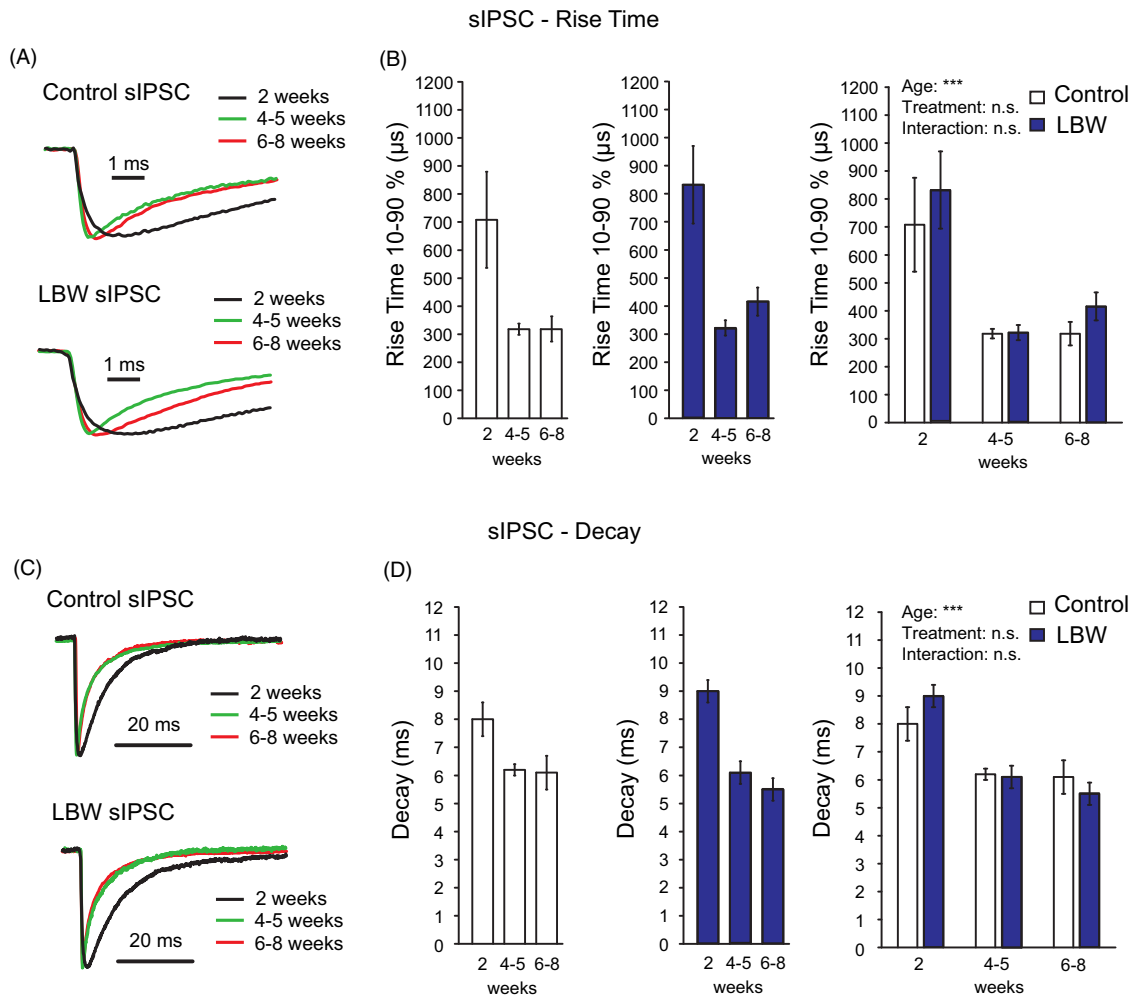 sIPSC - Rise Time
(A)
Control sIPSC
2 weeks
4-5 weeks
6-8 weeks
1 ms
LBW sIPSC
2 weeks
4-5 weeks
6-8 weeks
1 ms
(B)
Rise Time 10-90 % (µs)
1200
1100
1000
900
800
700
600
500
400
300
200
100
0
2 4-5 6-8
weeks
Rise Time 10-90 % (µs)
1200
1100
1000
900
800
700
600
500
400
300
200
100
0
2 4-5 6-8
weeks
Rise Time 10-90 % (µs)
1200
1100
1000
900
800
700
600
500
400
300
200
100
0
2 4-5 6-8
weeks
Age: ***
Treatment: n.s.
Interaction: n.s.
Control
LBW
sIPSC - Decay
(C)
Control sIPSC
2 weeks
4-5 weeks
6-8 weeks
20 ms
LBW sIPSC
2 weeks
4-5 weeks
6-8 weeks
20 ms
(D)
Decay (ms)
12
11
10
9
8
7
6
5
4
3
2
1
0
2 4-5 6-8
weeks
Decay (ms)
12
11
10
9
8
7
6
5
4
3
2
1
0
2 4-5 6-8
weeks
Decay (ms)
12
11
10
9
8
7
6
5
4
3
2
1
0
2 4-5 6-8
weeks
Age: ***
Treatment: n.s.
Interaction: n.s.
Control
LBW